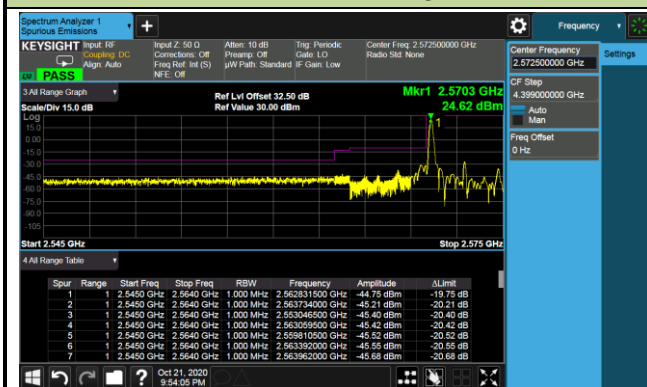 Spectrum Analyzer 1
Spurious Emissions
Frequency
KEYSIGHT Input: RF Input Z: 50 Ω Atten: 10 dB Trig: Periodic Center Freq: 2.572500000 GHz
Coupling: DC Corrections: Off Preamp: Off Gate: LO Radio Std: None
Align: Auto Freq Ref: Int (S) µW Path: Standard IF Gain: Low
NFE: Off
PASS
Center Frequency
2.572500000 GHz
Settings
CF Step
4.399000000 GHz
Auto
Man
Freq Offset
0 Hz
3 All Range Graph
Ref Lvl Offset 32.50 dB
Mkr1 2.5703 GHz
Scale/Div 15.0 dB
Ref Value 30.00 dBm
24.62 dBm
Log
1
15.0
0.00
-15.0
-30.0
-45.0
-60.0
-75.0
-90.0
-105
Start 2.545 GHz
Stop 2.575 GHz
4 All Range Table
Spur Range Start Freq Stop Freq RBW Frequency Amplitude ΔLimit
1 1 2.5450 GHz 2.5640 GHz 1.000 MHz 2.562831500 GHz -44.75 dBm -19.75 dB
2 1 2.5450 GHz 2.5640 GHz 1.000 MHz 2.563734000 GHz -45.21 dBm -20.21 dB
3 1 2.5450 GHz 2.5640 GHz 1.000 MHz 2.553046500 GHz -45.40 dBm -20.40 dB
4 1 2.5450 GHz 2.5640 GHz 1.000 MHz 2.563059500 GHz -45.42 dBm -20.42 dB
5 1 2.5450 GHz 2.5640 GHz 1.000 MHz 2.559810500 GHz -45.52 dBm -20.52 dB
6 1 2.5450 GHz 2.5640 GHz 1.000 MHz 2.563392000 GHz -45.55 dBm -20.55 dB
7 1 2.5450 GHz 2.5640 GHz 1.000 MHz 2.563962000 GHz -45.68 dBm -20.68 dB
Oct 21, 2020
9:54:05 PM